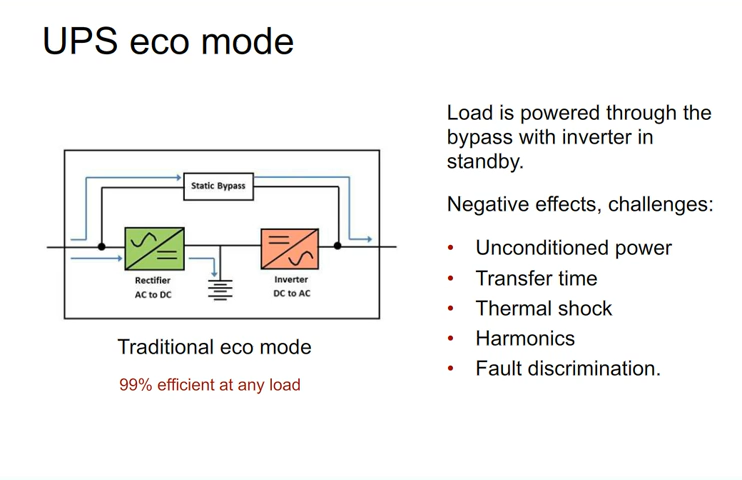 UPS eco mode
Load is powered through the
bypass with inverter in
standby.
Negative effects, challenges:
• Unconditioned power
• Transfer time
• Thermal shock
• Harmonics
• Fault discrimination.
Static Bypass
Rectifier
AC to DC
Inverter
DC to AC
Traditional eco mode
99% efficient at any load